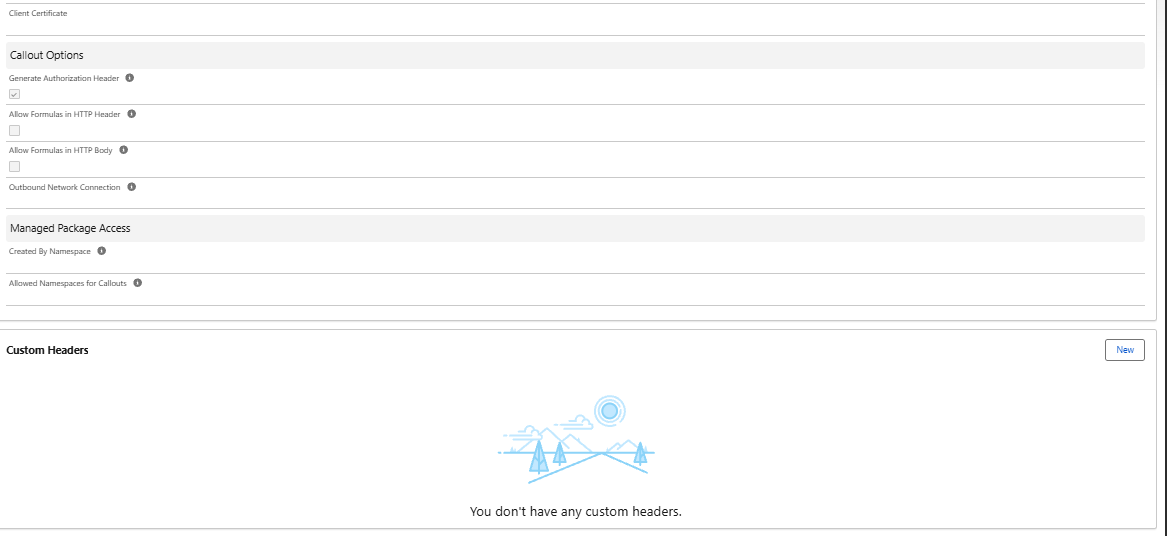 Client Certificate
Callout Options
Generate Authorization Header
Allow Formulas in HTTP Header
Allow Formulas in HTTP Body
Outbound Network Connection
Managed Package Access
Created By Namespace
Allowed Namespaces for Callouts
Custom Headers
New
You don't have any custom headers.